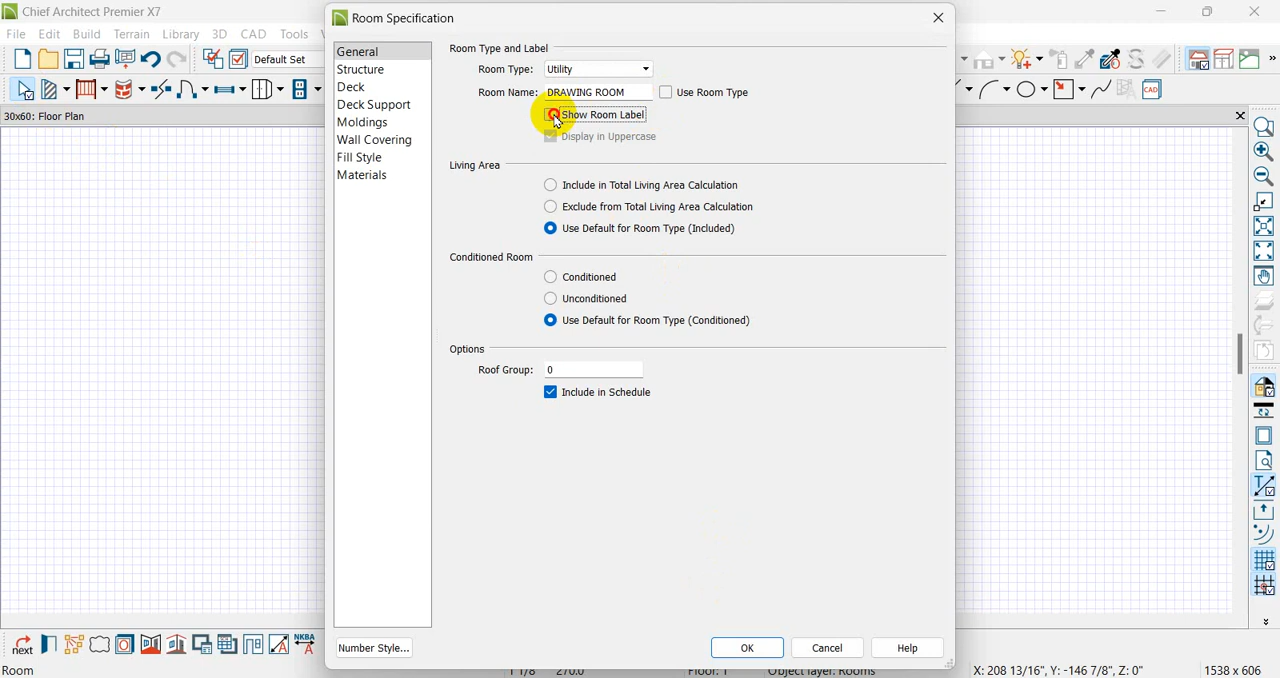 Chief Architect Premier X7
Room Specification
File Edit Build Terrain Library 3D CAD Tools
Default Set
30x60: Floor Plan
General
Structure
Deck
Deck Support
Moldings
Wall Covering
Fill Style
Materials
Room Type and Label
Room Type: Utility
Room Name: DRAWING ROOM Use Room Type
Show Room Label
Display in Uppercase
Living Area
Include in Total Living Area Calculation
Exclude from Total Living Area Calculation
Use Default for Room Type (Included)
Conditioned Room
Conditioned
Unconditioned
Use Default for Room Type (Conditioned)
Options
Roof Group: 0
Include in Schedule
Number Style... OK Cancel Help
CAD
next
NKBA
Room
270.0
Floor: 1
Object layer: Rooms
X: 208 13/16", Y: -146 7/8", Z: 0"
1538 x 606